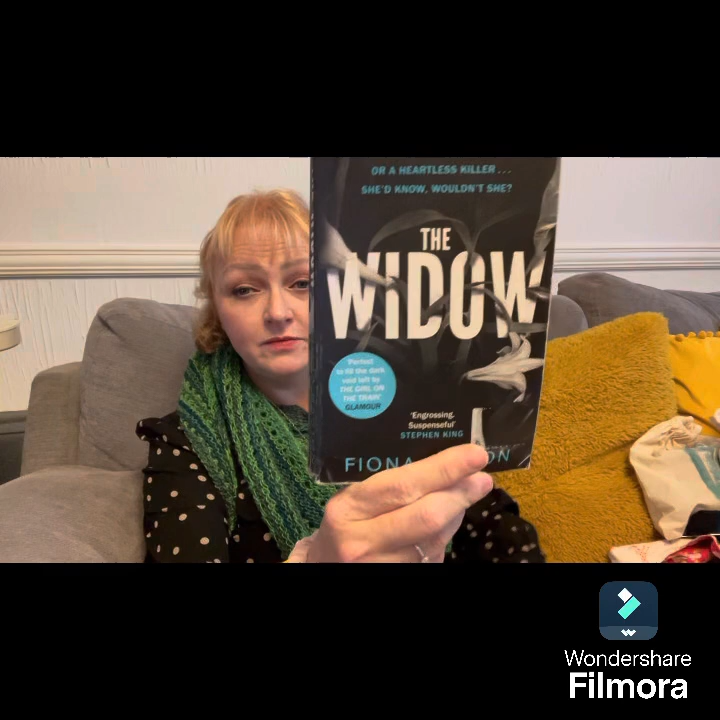 OR A HEARTLESS KILLER . . .
SHE'D KNOW, WOULDN'T SHE?
THE
WIDOW
'Perfect
to fill the dark
void left by
THE GIRL ON
THE TRAIN'
GLAMOUR
'Engrossing.
Suspenseful'
STEPHEN KING
FIONA
Wondershare
Filmora